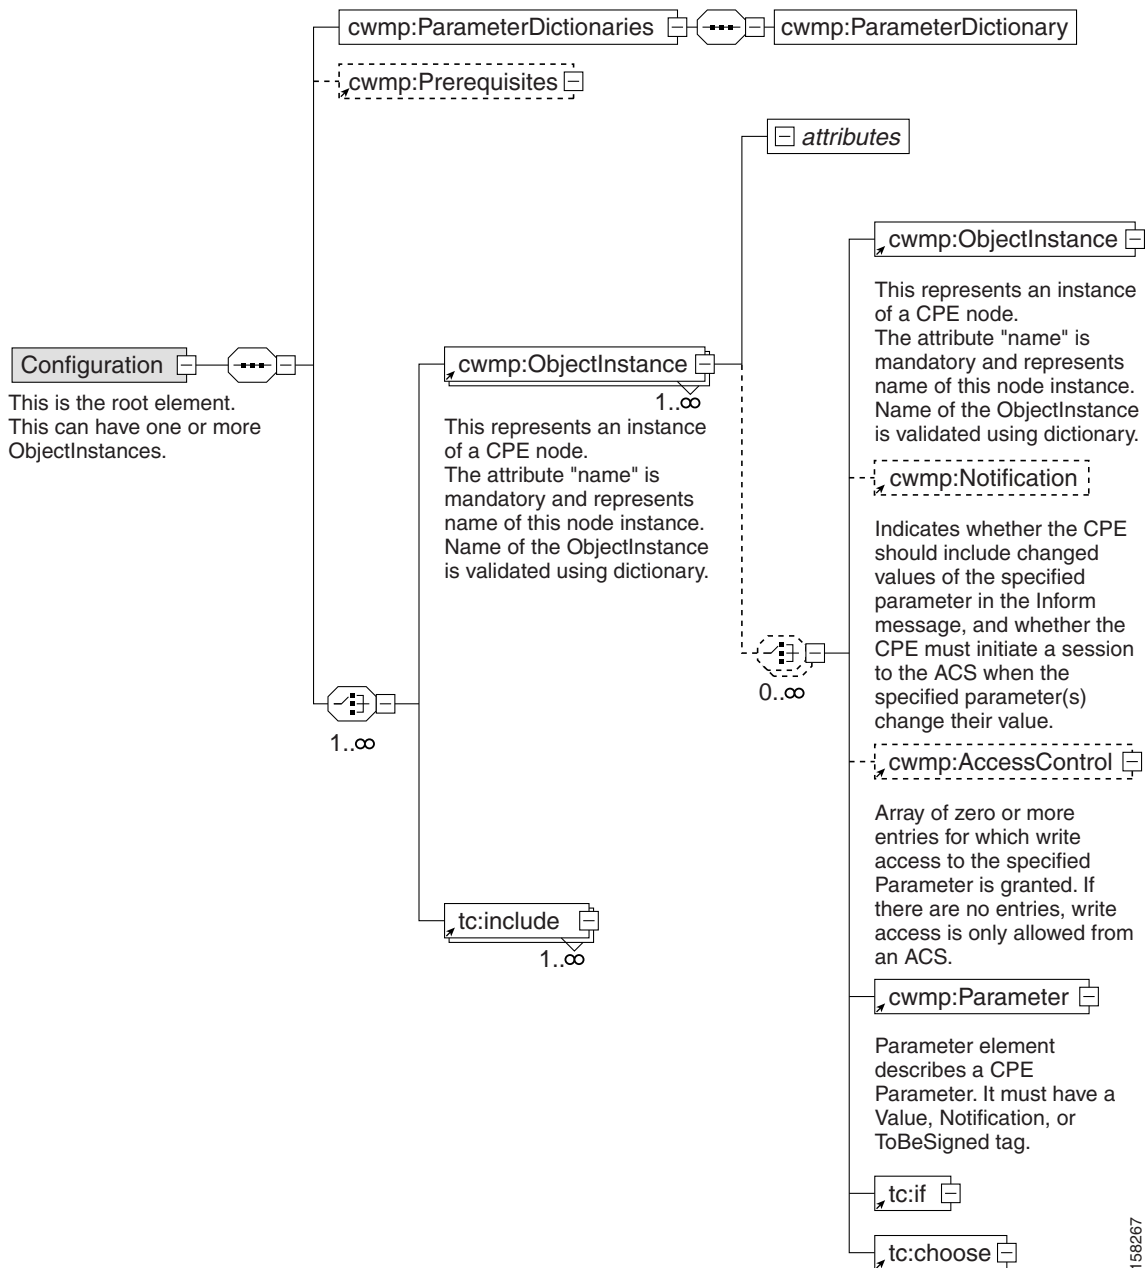 cwmp:ParameterDictionaries
cwmp:ParameterDictionary
cwmp:Prerequisites
attributes
Configuration
This is the root element.
This can have one or more
ObjectInstances.
cwmp:ObjectInstance
1..∞
This represents an instance
of a CPE node.
The attribute "name" is
mandatory and represents
name of this node instance.
Name of the ObjectInstance
is validated using dictionary.
1..∞
tc:include
1..∞
0..∞
cwmp:ObjectInstance
This represents an instance
of a CPE node.
The attribute "name" is
mandatory and represents
name of this node instance.
Name of the ObjectInstance
is validated using dictionary.
cwmp:Notification
Indicates whether the CPE
should include changed
values of the specified
parameter in the Inform
message, and whether the
CPE must initiate a session
to the ACS when the
specified parameter(s)
change their value.
cwmp:AccessControl
Array of zero or more
entries for which write
access to the specified
Parameter is granted. If
there are no entries, write
access is only allowed from
an ACS.
cwmp:Parameter
Parameter element
describes a CPE
Parameter. It must have a
Value, Notification, or
ToBeSigned tag.
tc:if
tc:choose
158267